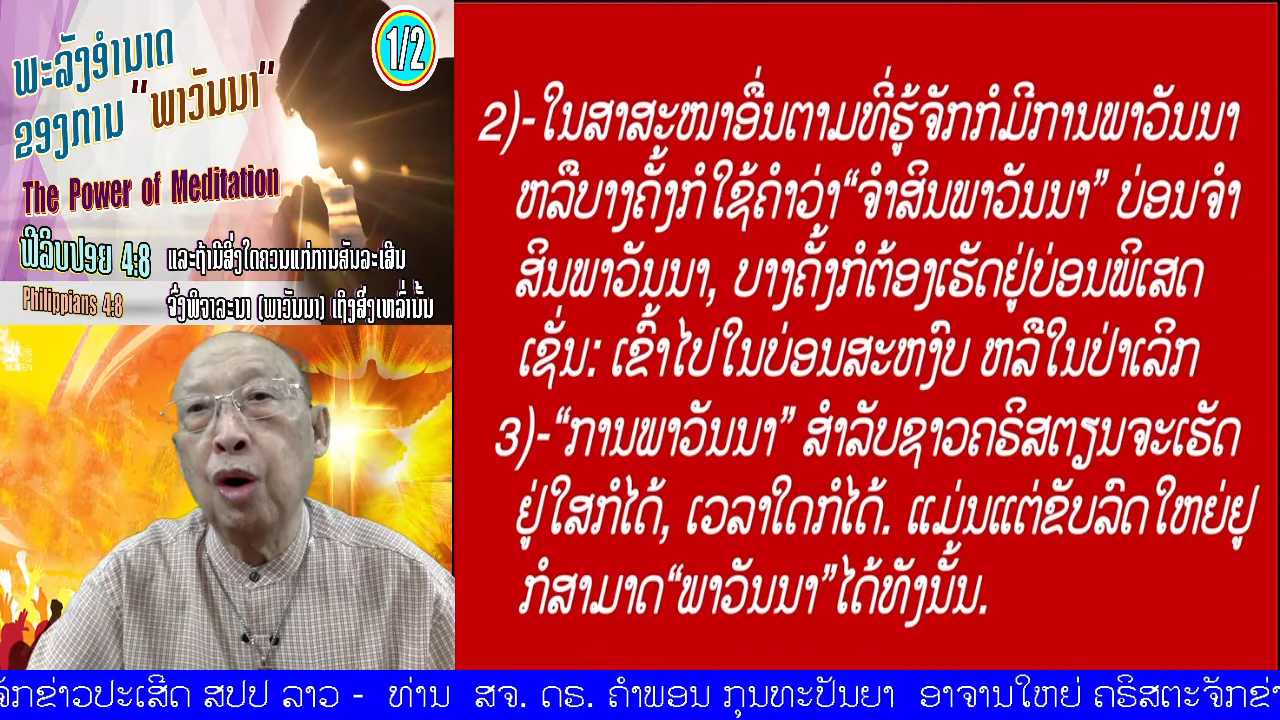 ພະລັງອໍານາດ
ຂອງການ "ພາວັນນາ"
1/2
The Power of Meditation
ຟີລິບປອຍ 4:8
ແລະຖ້າມີສິ່ງໃດຄວນແກ່ການສັນລະເສີນ
Philippians 4:8
ຈົ່ງພິຈາລະນາ (ພາວັນນາ) ເຖິງສິ່ງເຫລົ່ານັ້ນ
2)-ໃນສາສະໜາອື່ນຕາມທີ່ຮູ້ຈັກກໍມີການພາວັນນາ
ຫລືບາງຄັ້ງກໍໃຊ້ຄໍາວ່າ“ຈໍາສິນພາວັນນາ” ບ່ອນຈໍາ
ສິນພາວັນນາ, ບາງຄັ້ງກໍຕ້ອງເຮັດຢູ່ບ່ອນພິເສດ
ເຊັ່ນ: ເຂົ້າໄປໃນບ່ອນສະຫງົບ ຫລືໃນປ່າເລິກ
3)-“ການພາວັນນາ” ສໍາລັບຊາວຄຣິສຕຽນຈະເຮັດ
ຢູ່ໃສກໍໄດ້, ເວລາໃດກໍໄດ້. ແມ່ນແຕ່ຂັບລົດໃຫຍ່ຢູ່
ກໍສາມາດ“ພາວັນນາ”ໄດ້ທັງນັ້ນ.
ຈັກຂ່າວປະເສີດ ສປປ ລາວ - ທ່ານ ສຈ. ດຣ. ຄໍາພອນ ກຸນທະປັນຍາ ອາຈານໃຫຍ່ ຄຣິສຕະຈັກຂ່າ